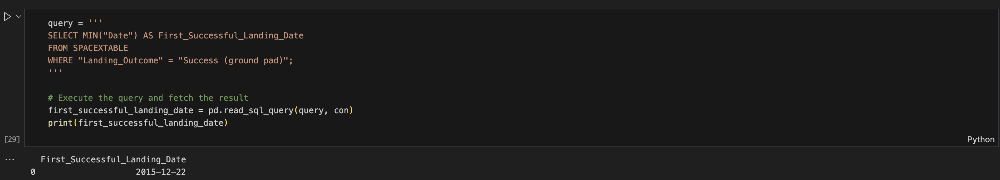 query = '''
SELECT MIN("Date") AS First_Successful_Landing_Date
FROM SPACEXTABLE
WHERE "Landing_Outcome" = "Success (ground pad)";
'''
# Execute the query and fetch the result
first_successful_landing_date = pd.read_sql_query(query, con)
print(first_successful_landing_date)
[29]
Python
... First_Successful_Landing_Date
0 2015-12-22